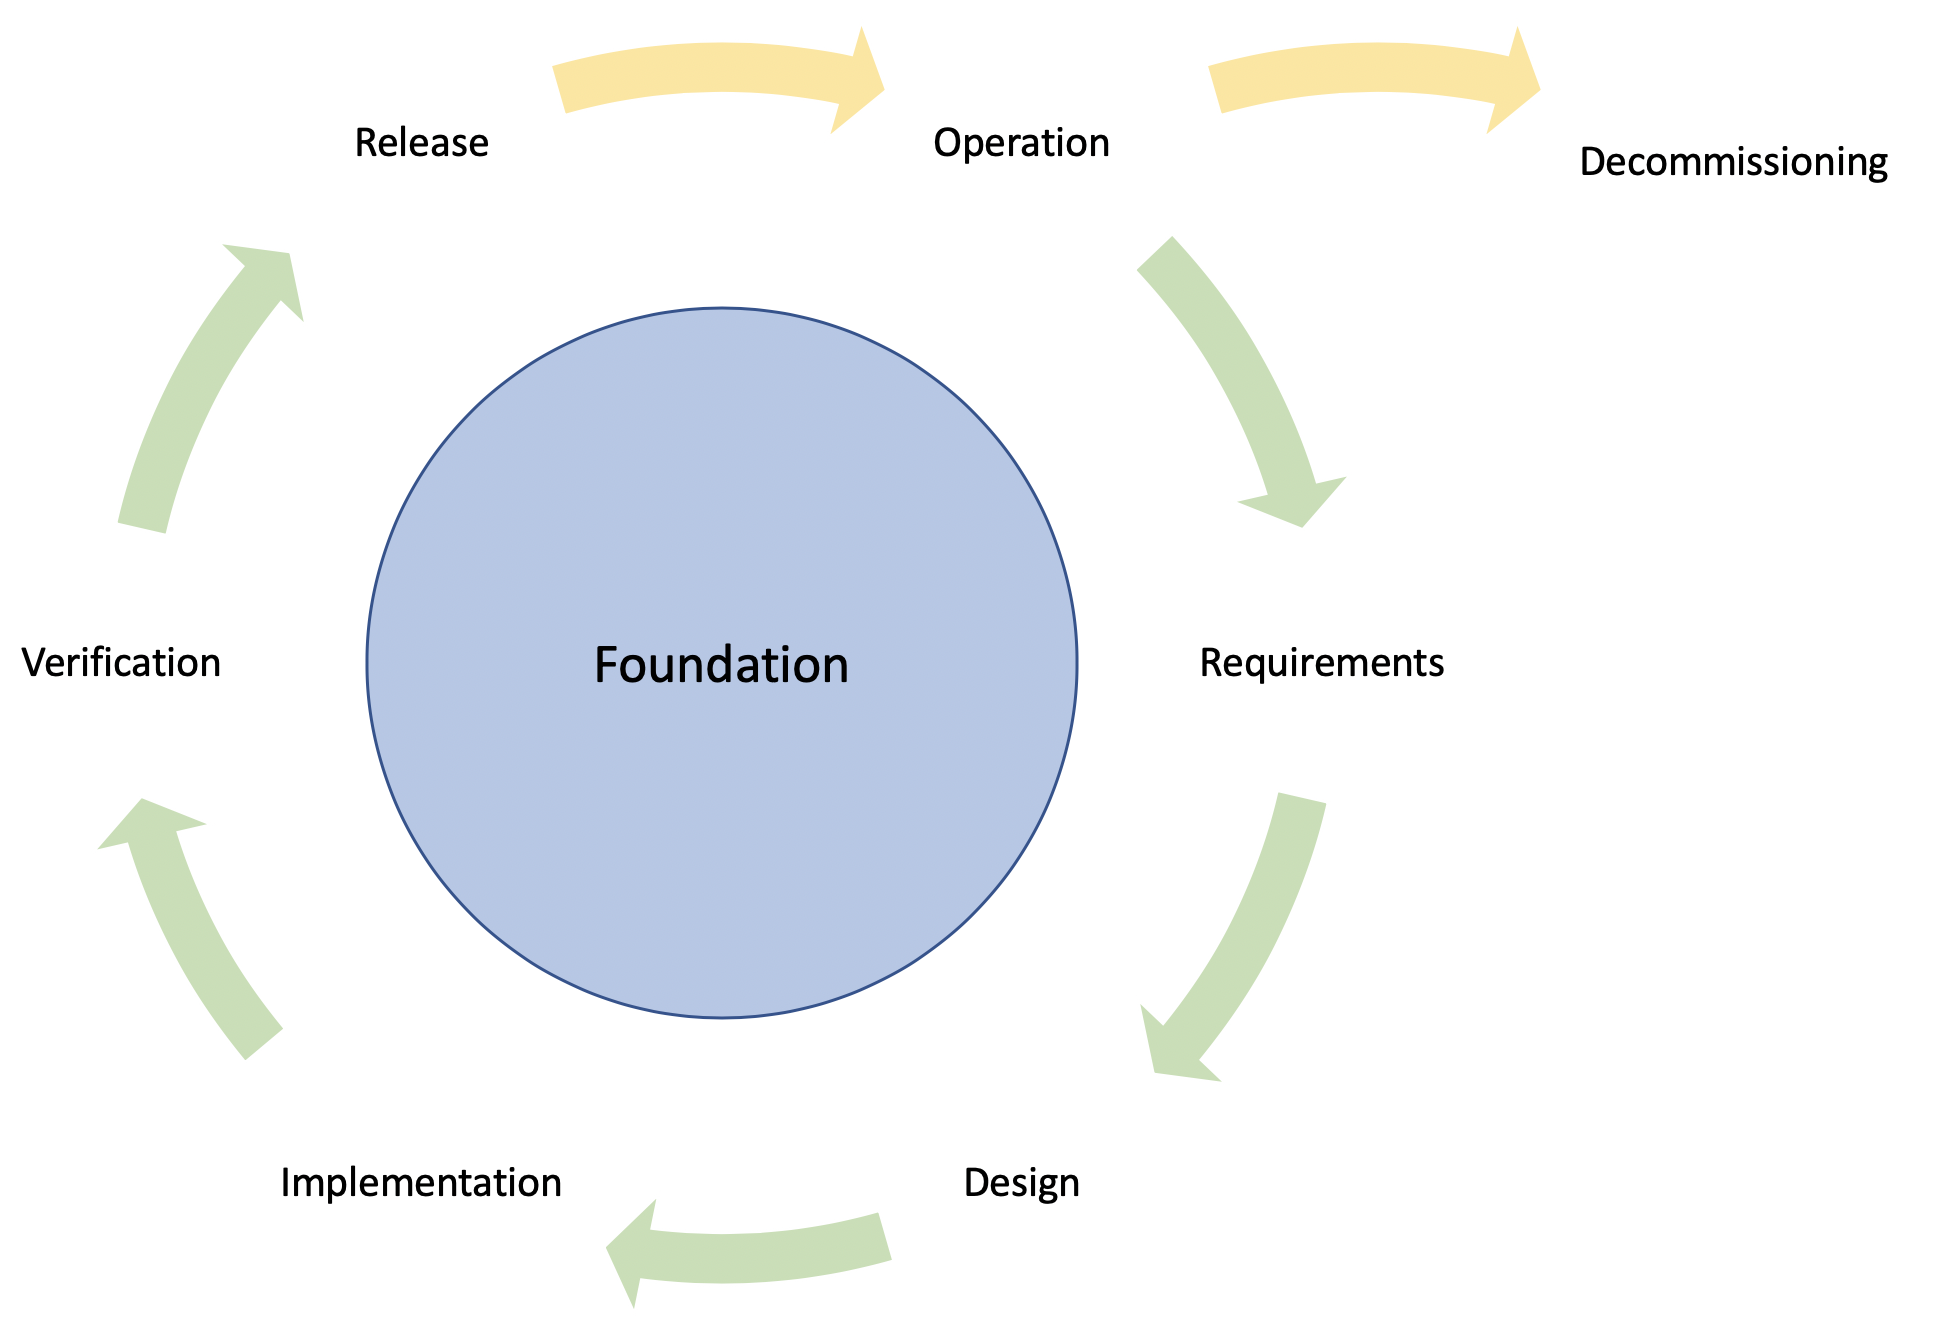 Release
Operation
Decommissioning
Verification
Foundation
Requirements
Implementation
Design